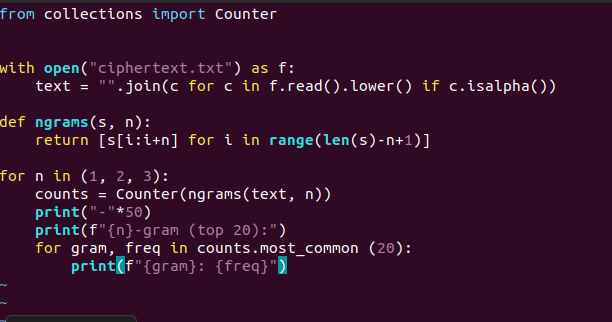 from collections import Counter
with open("ciphertext.txt") as f:
    text = "".join(c for c in f.read().lower() if c.isalpha())
def ngrams(s, n):
    return [s[i:i+n] for i in range(len(s)-n+1)]
for n in (1, 2, 3):
    counts = Counter(ngrams(text, n))
    print("-"*50)
    print(f"{n}-gram (top 20):")
    for gram, freq in counts.most_common (20):
        print(f"{gram}: {freq}")
~
~
~